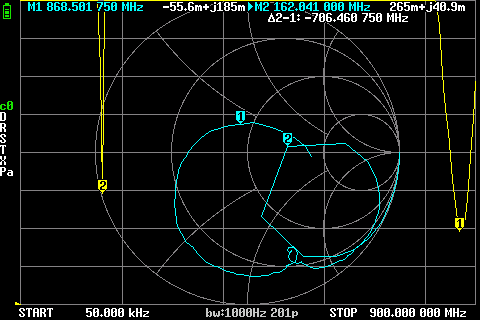 M1 868.501 750 MHz -55.6m+j185m M2 162.041 000 MHz 265m+j40.9m
Δ2-1: -706.460 750 MHz
c0
D
R
S
T
X
Pa
1
2
2
1
START 50.000 kHz bw:1000Hz 201p STOP 900.000 000 MHz